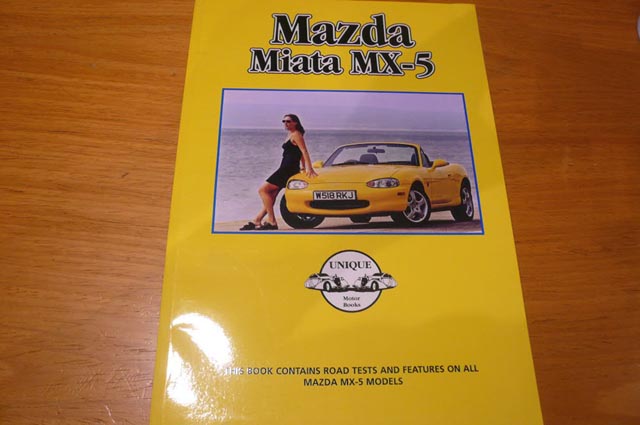 Mazda
Miata MX-5
W518 RKJ
UNIQUE
Motor
Books
THIS BOOK CONTAINS ROAD TESTS AND FEATURES ON ALL
MAZDA MX-5 MODELS